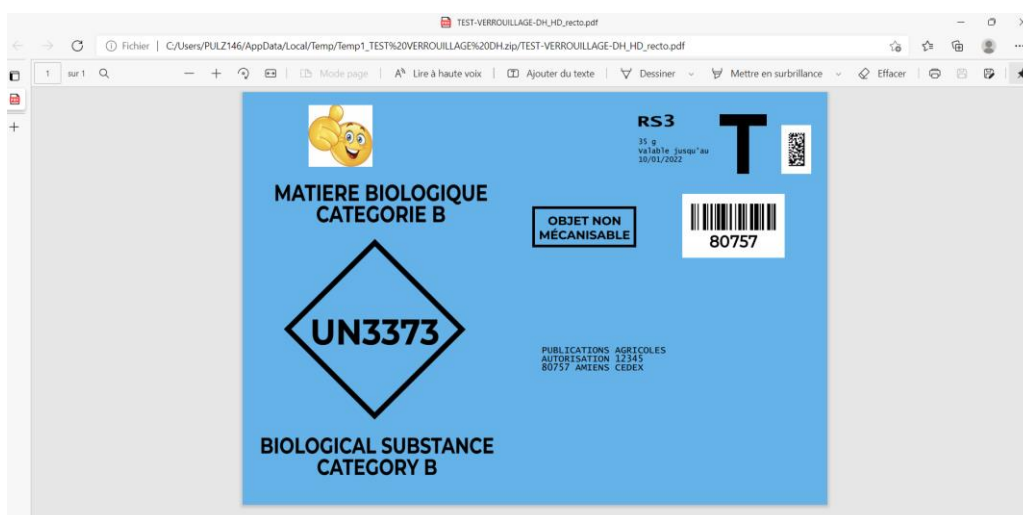 TEST-VERROUILLAGE-DH_HD_recto.pdf
Fichier | C:/Users/PULZ146/AppData/Local/Temp/Temp1_TEST%20VERROUILLAGE%20DH.zip/TEST-VERROUILLAGE-DH_HD_recto.pdf
1 sur 1 Mode page Lire à haute voix Ajouter du texte Dessiner Mettre en surbrillance Effacer
RS3
35 g
Valable jusqu'au
10/01/2022
T
MATIERE BIOLOGIQUE
CATEGORIE B
OBJET NON
MÉCANISABLE
80757
UN3373
PUBLICATIONS AGRICOLES
AUTORISATION 12345
80757 AMIENS CEDEX
BIOLOGICAL SUBSTANCE
CATEGORY B